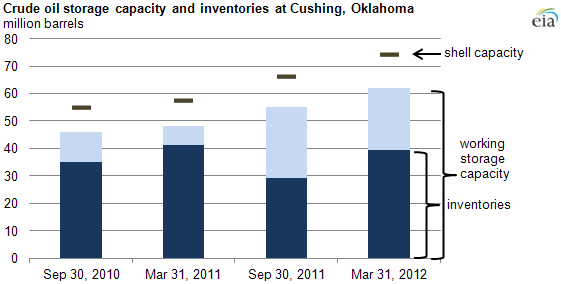 Crude oil storage capacity and inventories at Cushing, Oklahoma
million barrels
eia
80
70
60
50
40
30
20
10
0
shell capacity
working
storage
capacity
inventories
Sep 30, 2010
Mar 31, 2011
Sep 30, 2011
Mar 31, 2012